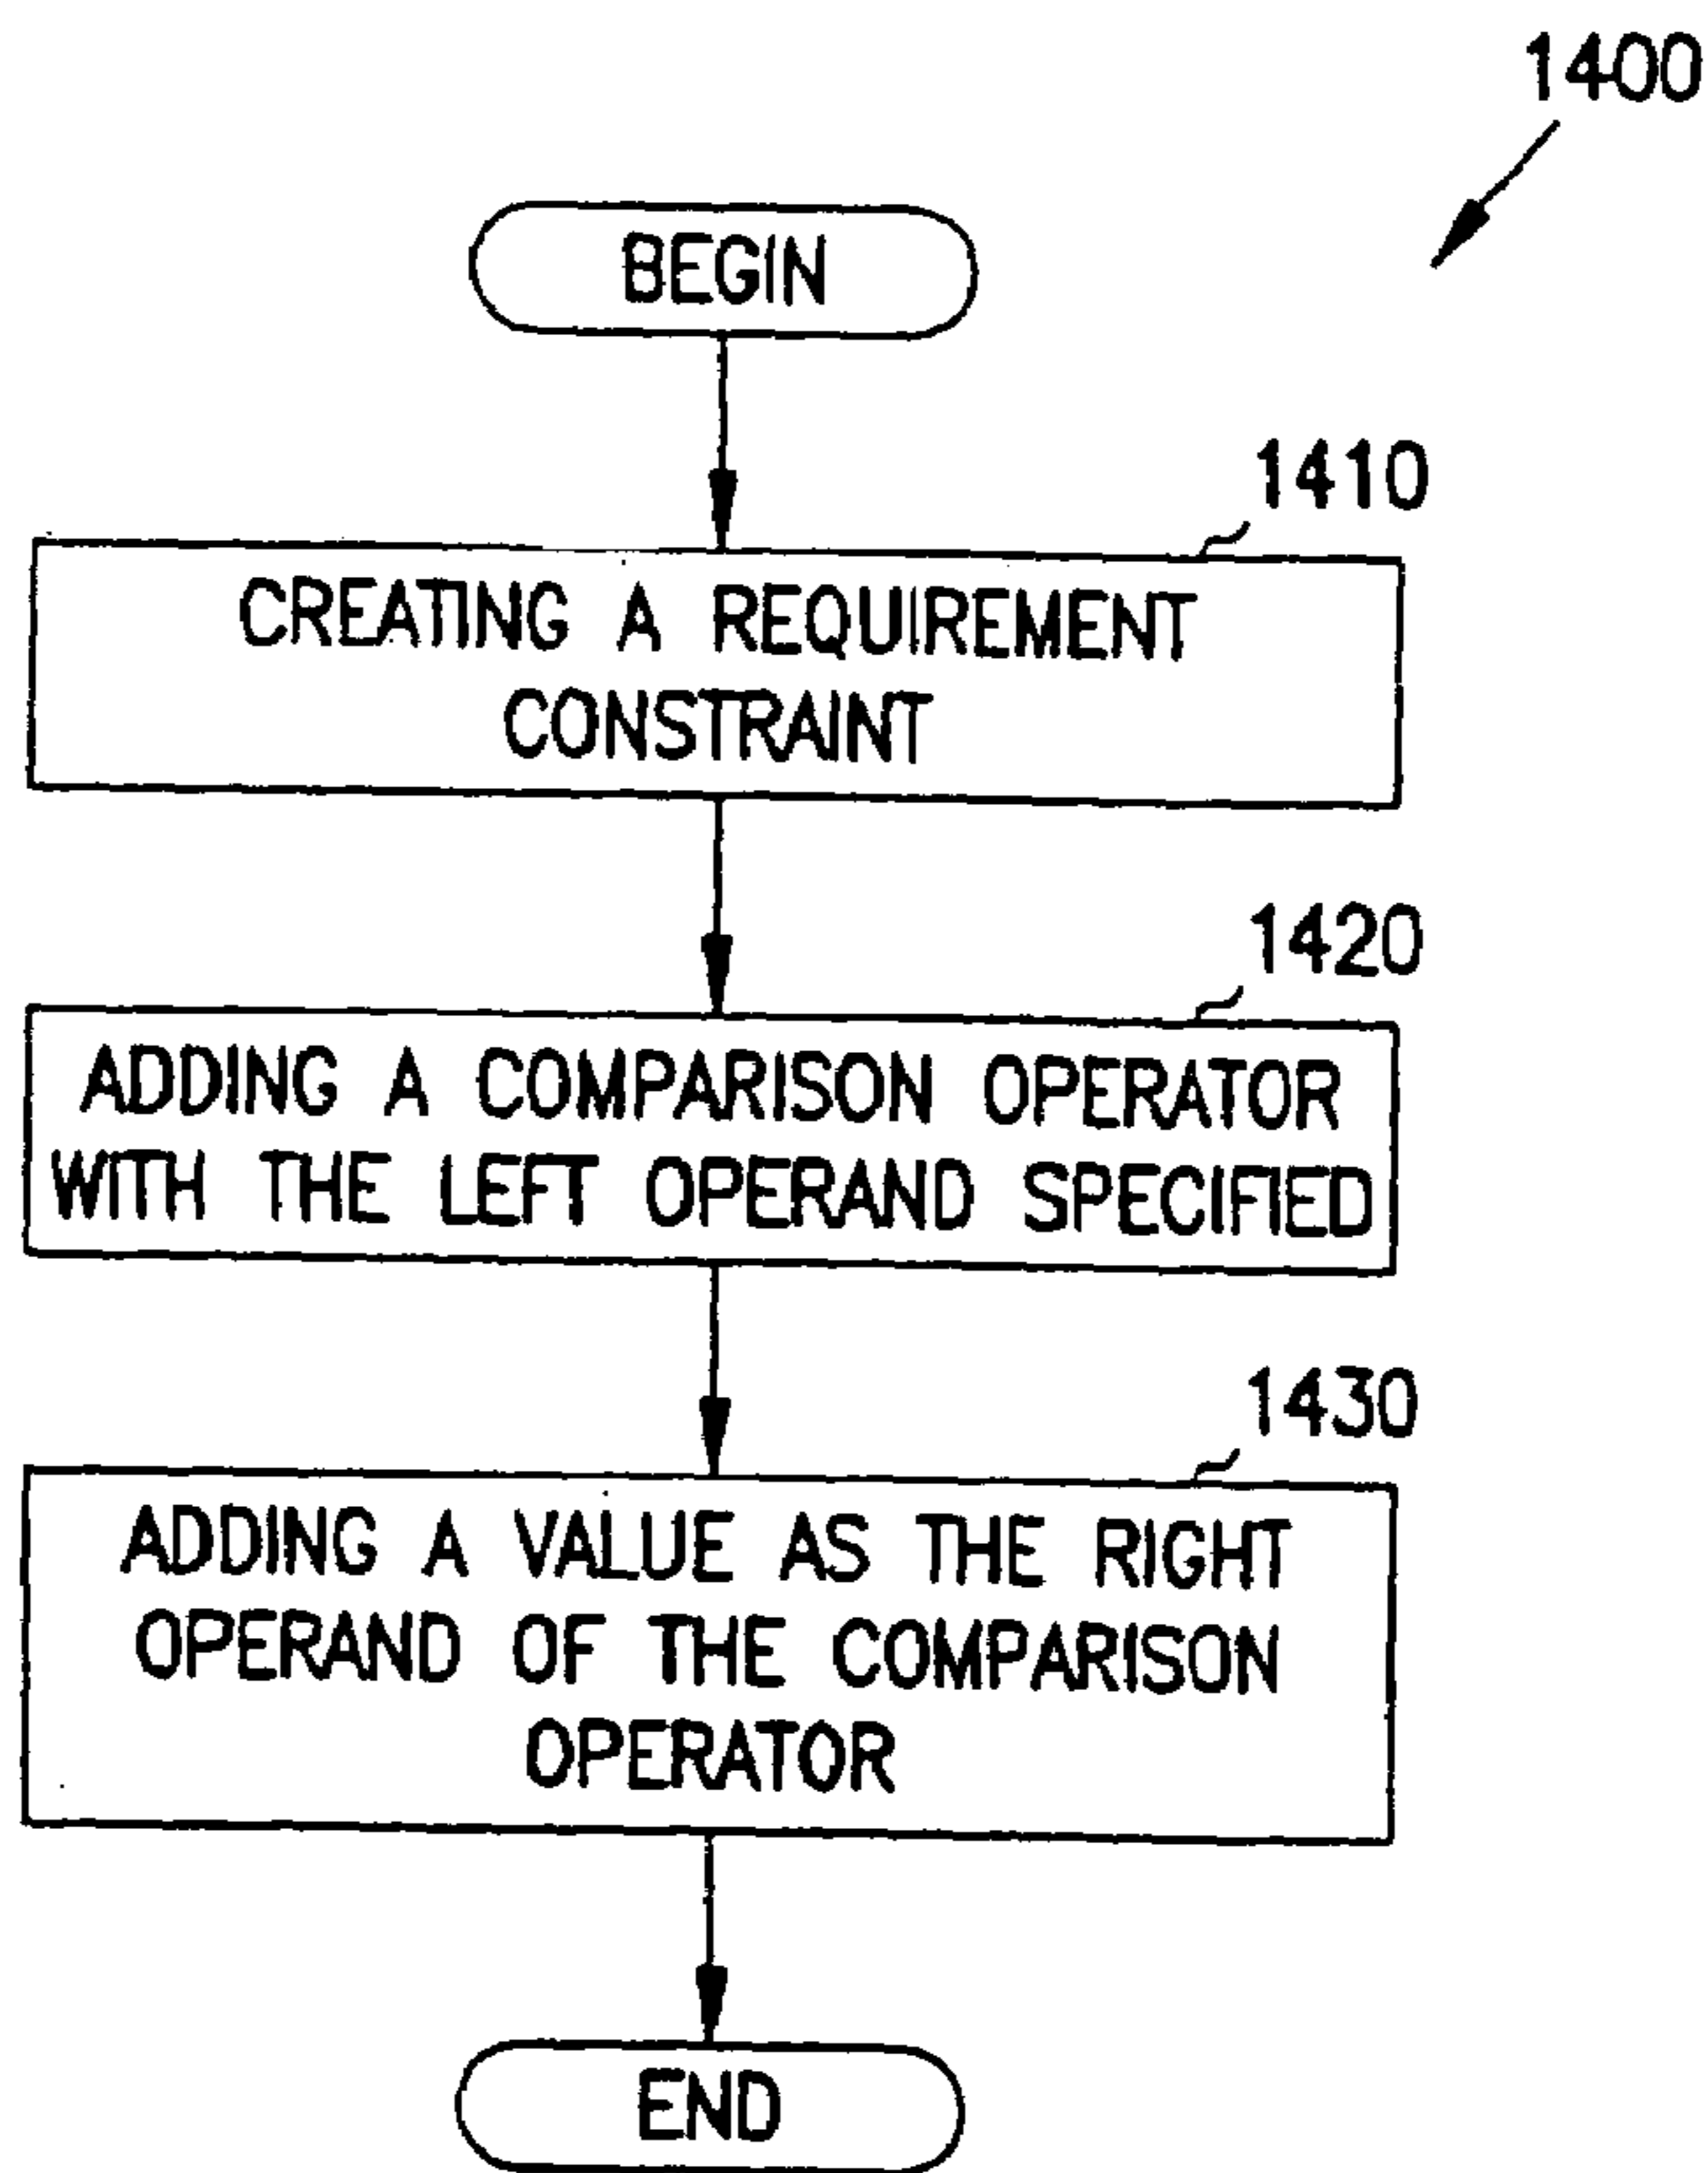 1400
BEGIN
1410
CREATING A REQUIREMENT
CONSTRAINT
1420
ADDING A COMPARISON OPERATOR
WITH THE LEFT OPERAND SPECIFIED
1430
ADDING A VALUE AS THE RIGHT
OPERAND OF THE COMPARISON
OPERATOR
END